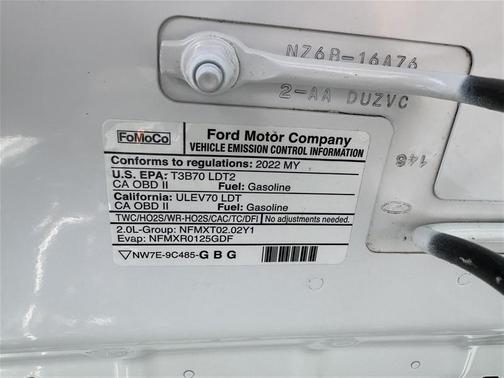 NZ6B-16A76
2-AA DUZVC
146
FoMoCo
Ford Motor Company
VEHICLE EMISSION CONTROL INFORMATION
Conforms to regulations: 2022 MY
U.S. EPA: T3B70 LDT2
CA OBD II Fuel: Gasoline
California: ULEV70 LDT
CA OBD II Fuel: Gasoline
TWC/HO2S/WR-HO2S/CAC/TC/DFI No adjustments needed.
2.0L-Group: NFMXT02.02Y1
Evap: NFMXR0125GDF
NW7E-9C485-GBG